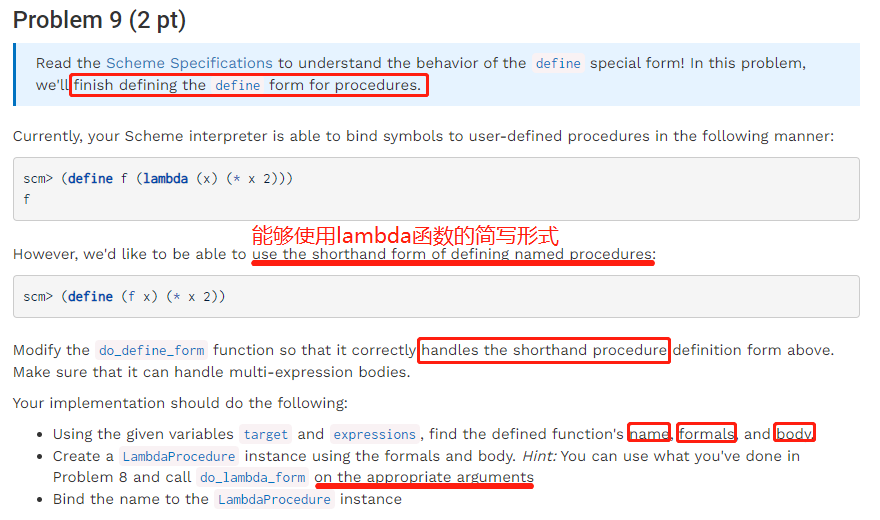 Problem 9 (2 pt)
Read the Scheme Specifications to understand the behavior of the define special form! In this problem,
we'll finish defining the define form for procedures.
Currently, your Scheme interpreter is able to bind symbols to user-defined procedures in the following manner:
scm> (define f (lambda (x) (* x 2)))
f
能够使用lambda函数的简写形式
However, we'd like to be able to use the shorthand form of defining named procedures:
scm> (define (f x) (* x 2))
Modify the do_define_form function so that it correctly handles the shorthand procedure definition form above.
Make sure that it can handle multi-expression bodies.
Your implementation should do the following:
• Using the given variables target and expressions, find the defined function's name, formals, and body.
• Create a LambdaProcedure instance using the formals and body. Hint: You can use what you've done in
Problem 8 and call do_lambda_form on the appropriate arguments
• Bind the name to the LambdaProcedure instance